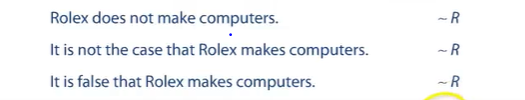 Rolex does not make computers. ~ R
It is not the case that Rolex makes computers. ~ R
It is false that Rolex makes computers. ~ R